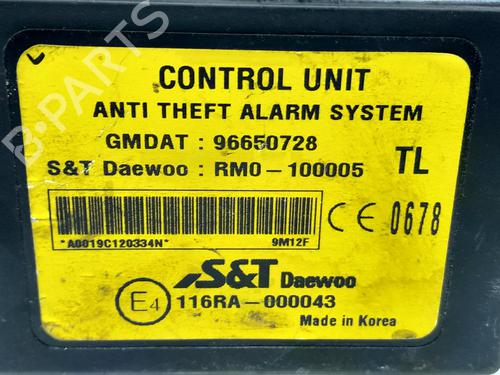 CONTROL UNIT
ANTI THEFT ALARM SYSTEM
GMDAT : 96650728
S&T Daewoo : RM0-100005 TL
*A0019C120334N* 9M12F
CE 0678
S&T Daewoo
E4 116RA-000043
Made in Korea
B-PARTS